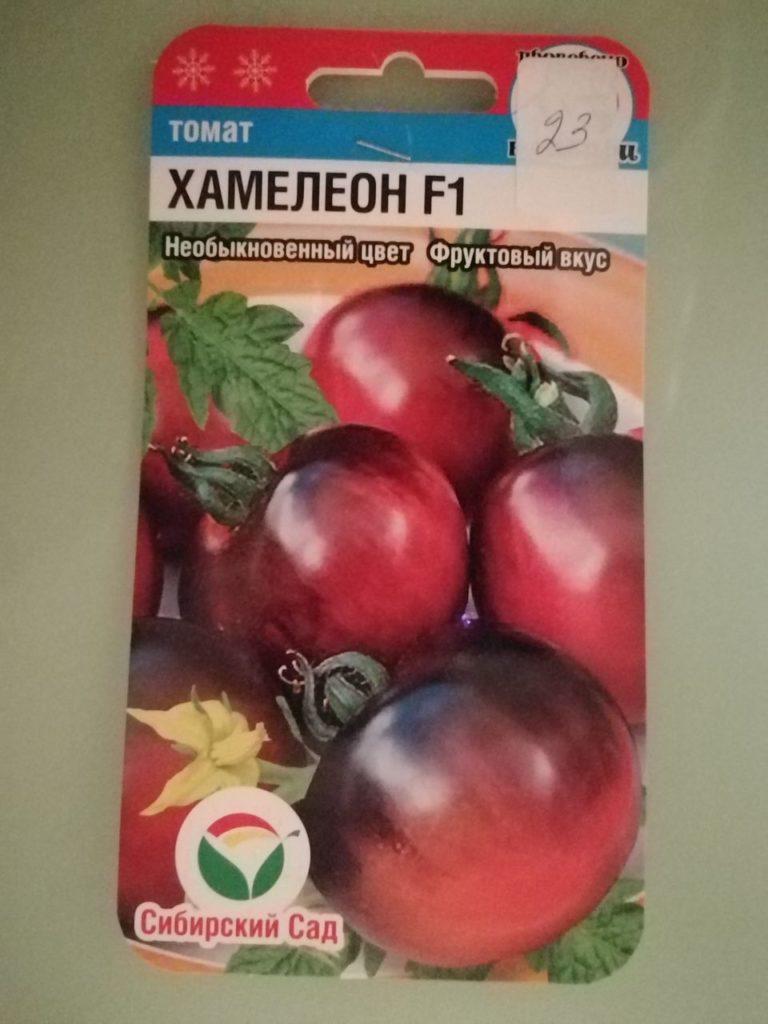 томат
23
ХАМЕЛЕОН F1
Необыкновенный цвет Фруктовый вкус
Сибирский Сад